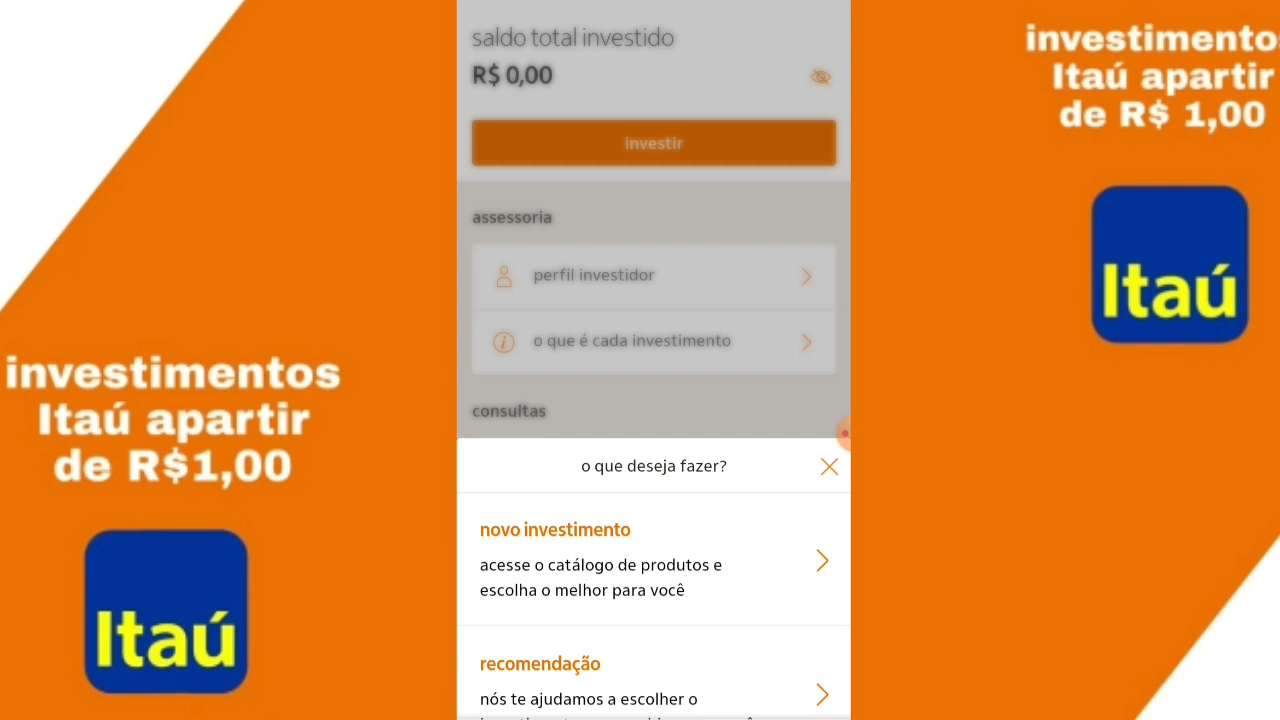 investimentos
Itaú apartir
de R$1,00
Itaú
saldo total investido
R$ 0,00
investir
assessoria
perfil investidor
o que é cada investimento
consultas
o que deseja fazer?
novo investimento
acesse o catálogo de produtos e
escolha o melhor para você
recomendação
nós te ajudamos a escolher o
investimento
Itaú apartir
de R$ 1,00
Itaú